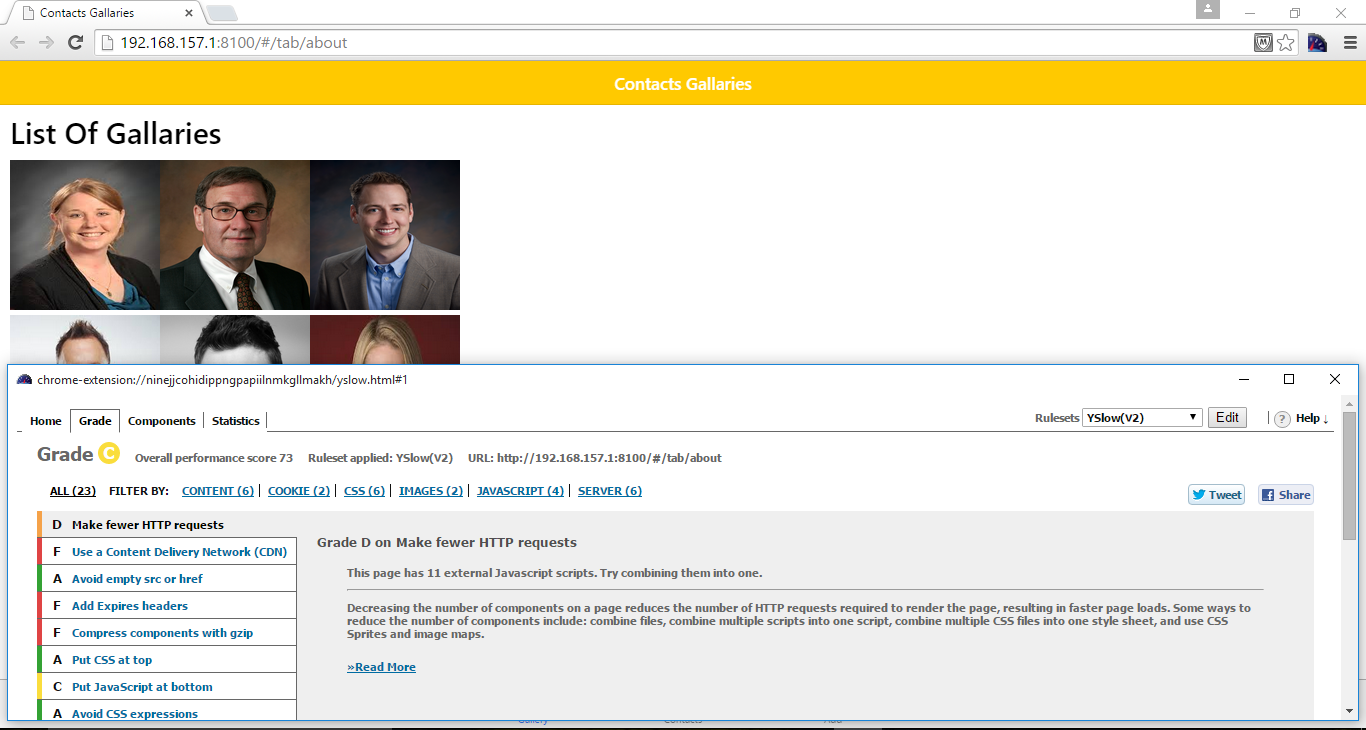 Contacts Gallaries
192.168.157.1:8100/#/tab/about
Contacts Gallaries
List Of Gallaries
chrome-extension://ninejjcohidippngpapiilnmkgllmakh/yslow.html#1
Home Grade Components Statistics Rulesets YSlow(V2) Edit ? Help ↓
Grade C Overall performance score 73 Ruleset applied: YSlow(V2) URL: http://192.168.157.1:8100/#/tab/about
ALL (23) FILTER BY: CONTENT (6) COOKIE (2) CSS (6) IMAGES (2) JAVASCRIPT (4) SERVER (6)
Tweet Share
D Make fewer HTTP requests
F Use a Content Delivery Network (CDN)
A Avoid empty src or href
F Add Expires headers
F Compress components with gzip
A Put CSS at top
C Put JavaScript at bottom
A Avoid CSS expressions
Grade D on Make fewer HTTP requests
This page has 11 external Javascript scripts. Try combining them into one.
Decreasing the number of components on a page reduces the number of HTTP requests required to render the page, resulting in faster page loads. Some ways to
reduce the number of components include: combine files, combine multiple scripts into one script, combine multiple CSS files into one style sheet, and use CSS
Sprites and image maps.
»Read More